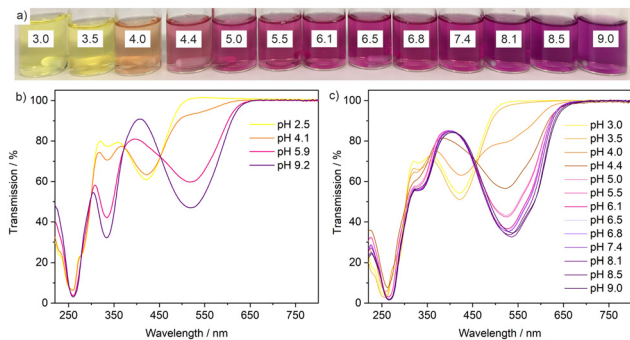 a)
3.0 3.5 4.0 4.4 5.0 5.5 6.1 6.5 6.8 7.4 8.1 8.5 9.0
b)
100
80
60
40
20
0
Transmission / %
pH 2.5
pH 4.1
pH 5.9
pH 9.2
250 350 450 550 650 750
Wavelength / nm
c)
100
80
60
40
20
0
Transmission / %
pH 3.0
pH 3.5
pH 4.0
pH 4.4
pH 5.0
pH 5.5
pH 6.1
pH 6.5
pH 6.8
pH 7.4
pH 8.1
pH 8.5
pH 9.0
250 350 450 550 650 750
Wavelength / nm